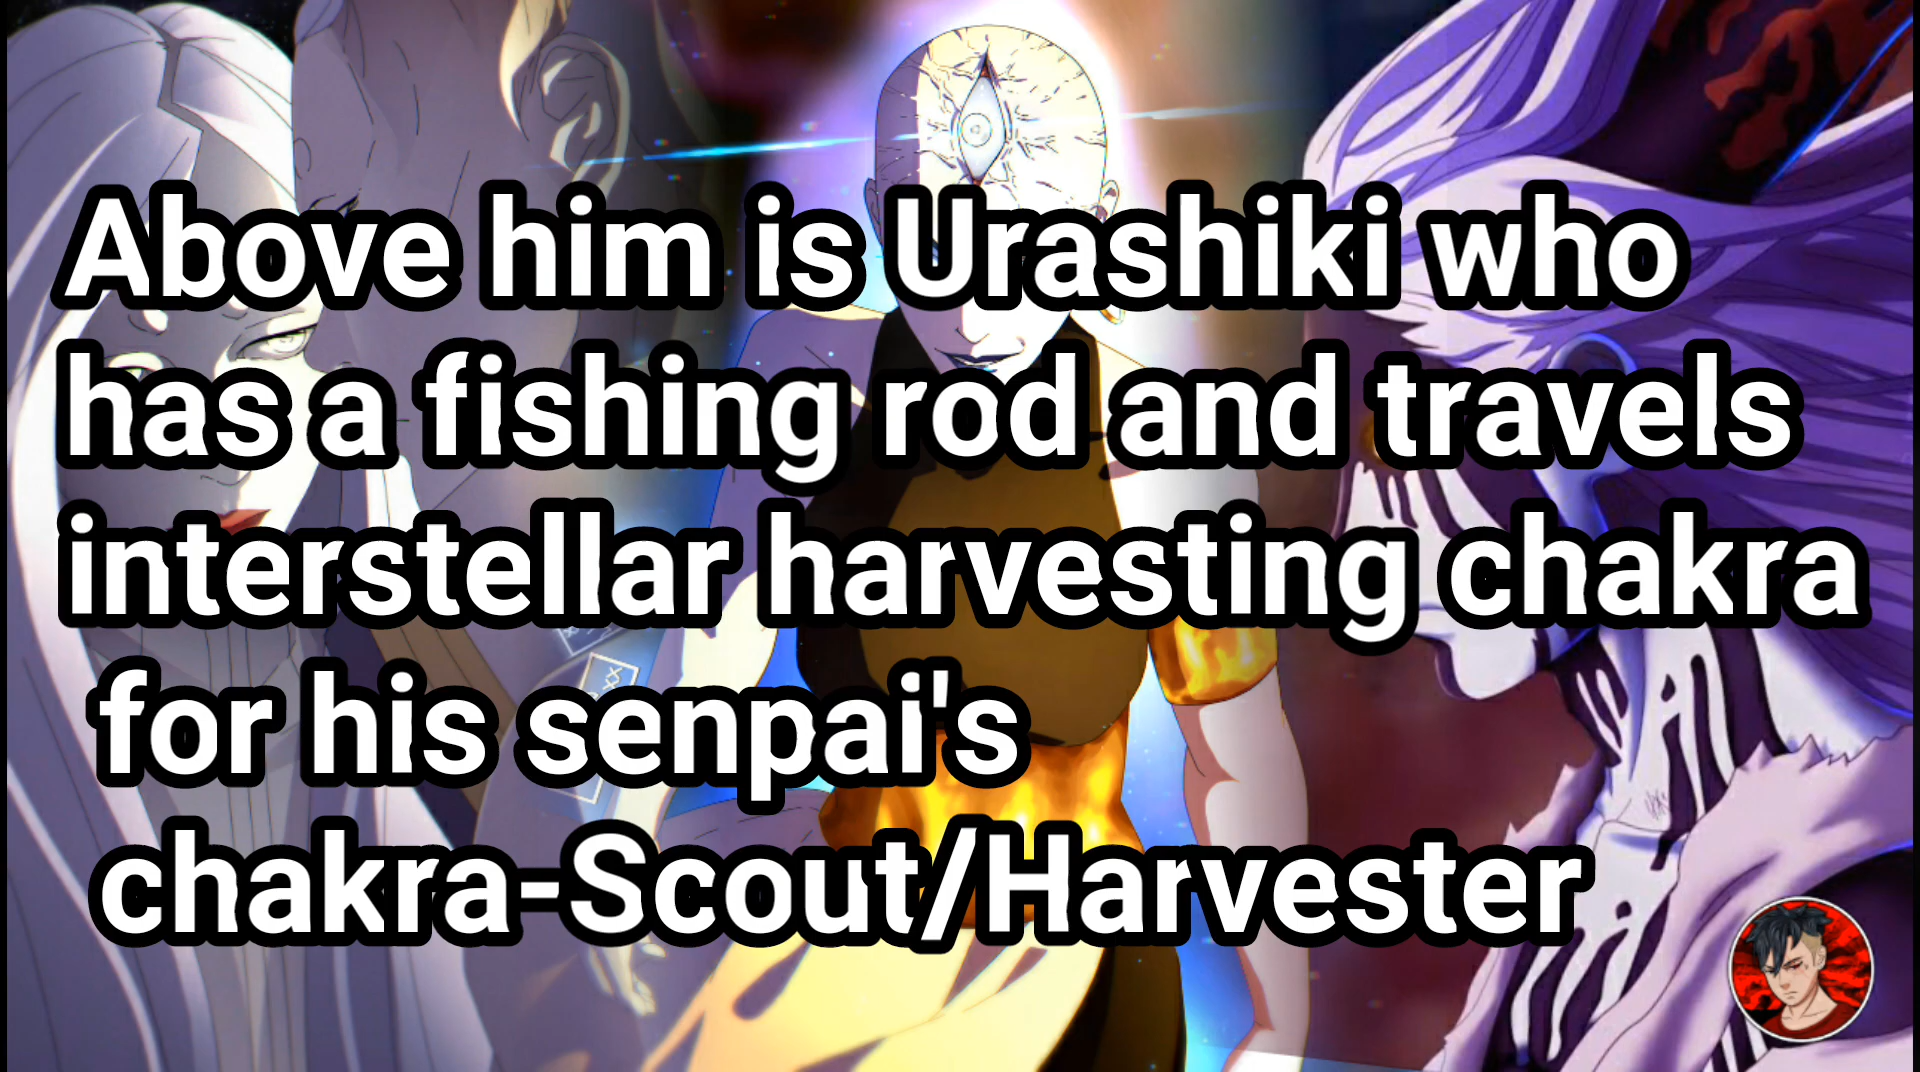 Above him is Urashiki who
has a fishing rod and travels
interstellar harvesting chakra
for his senpai's
chakra-Scout/Harvester